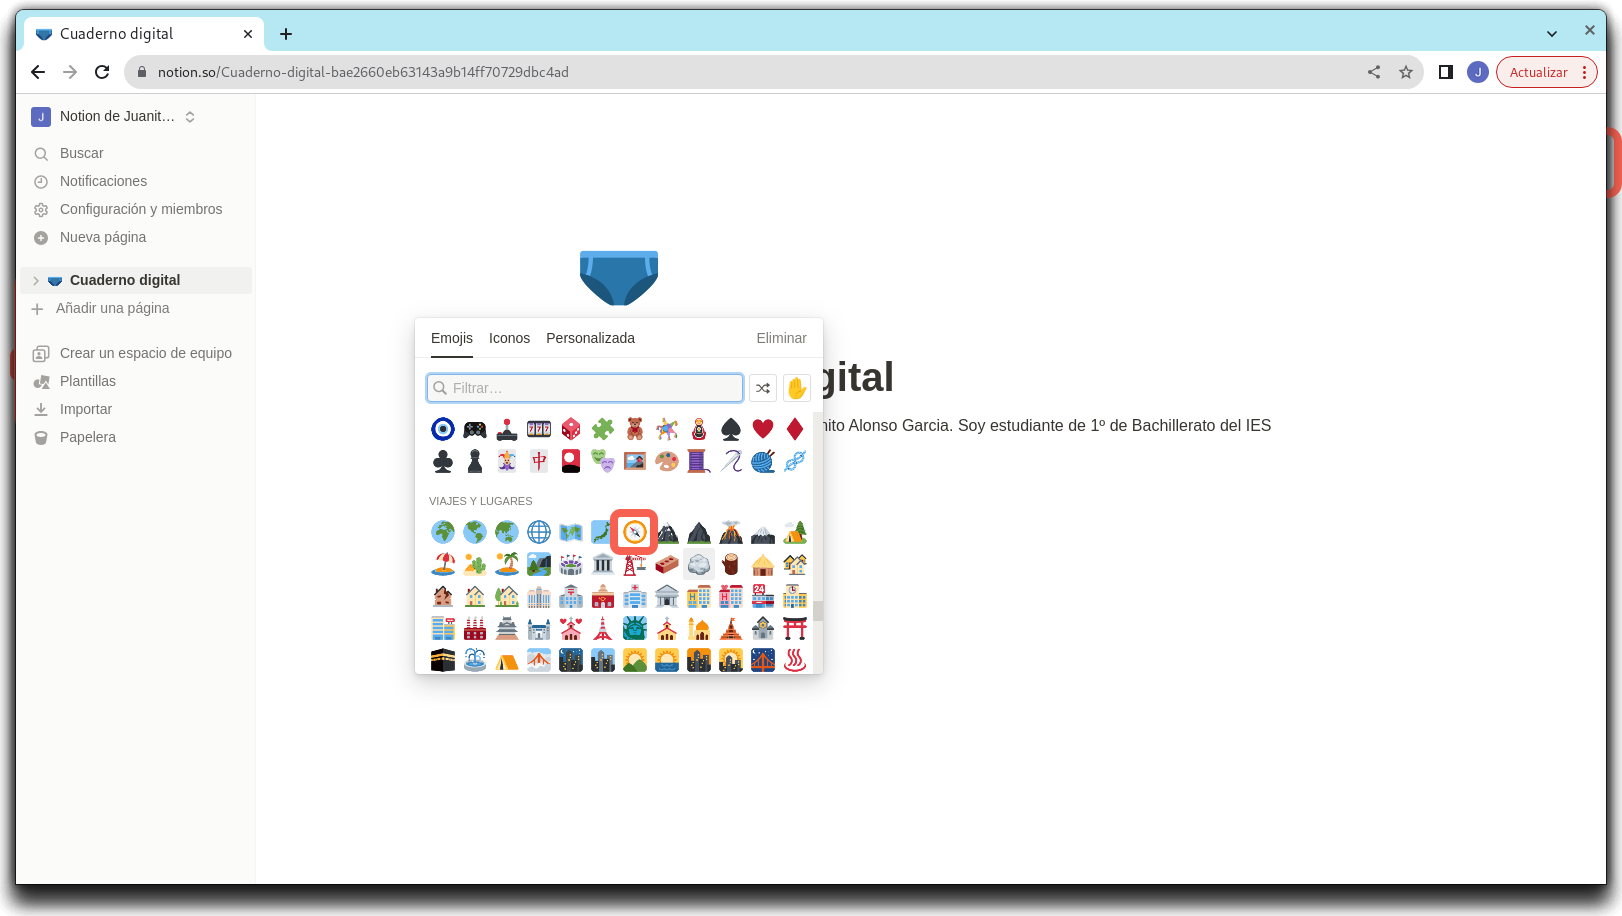 Cuaderno digital
notion.so/Cuaderno-digital-bae2660eb63143a9b14ff70729dbc4ad
J
Actualizar
J
Notion de Juanit…
Buscar
Notificaciones
Configuración y miembros
Nueva página
Cuaderno digital
Añadir una página
Crear un espacio de equipo
Plantillas
Importar
Papelera
Emojis
Iconos
Personalizada
Eliminar
Filtrar…
gital
nito Alonso Garcia. Soy estudiante de 1º de Bachillerato del IES
VIAJES Y LUGARES